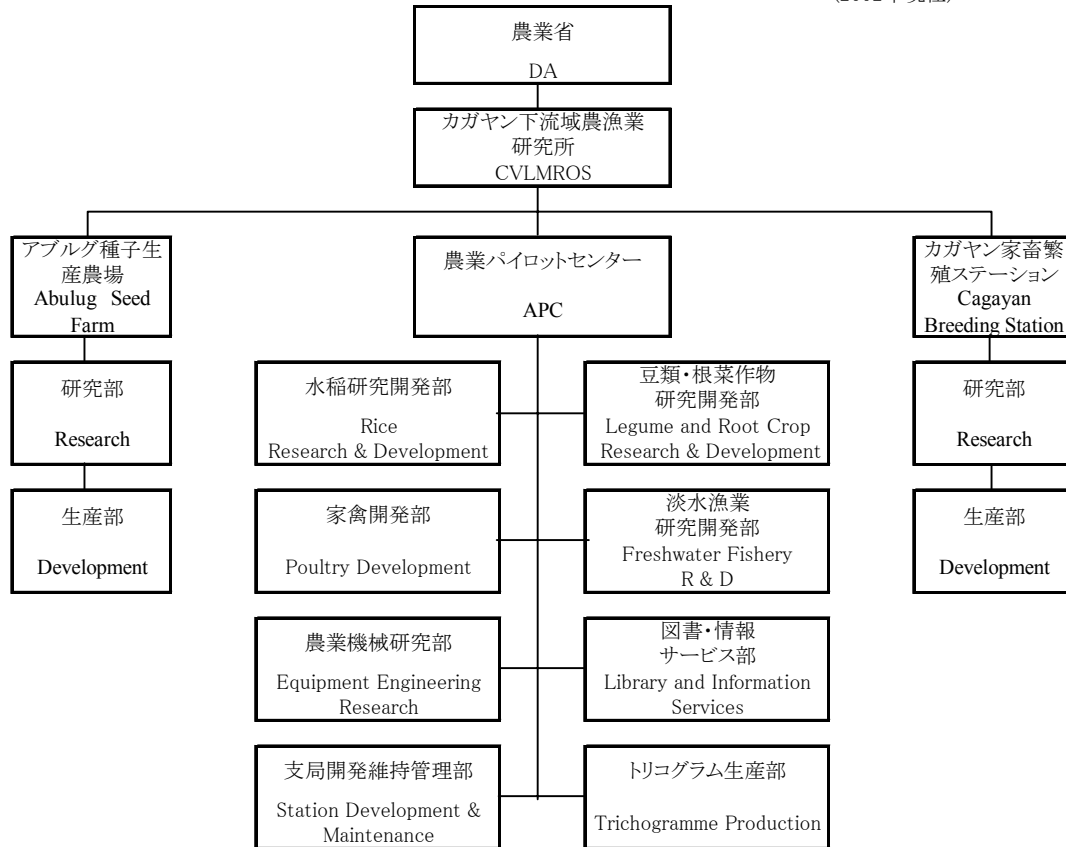 農業省
DA
カガヤン下流域農漁業
研究所
CVLMROS
アブルグ種子生
産農場
Abulug Seed
Farm
農業パイロットセンター
APC
カガヤン家畜繁
殖ステーション
Cagayan
Breeding Station
研究部
Research
水稲研究開発部
Rice
Research & Development
豆類・根菜作物
研究開発部
Legume and Root Crop
Research & Development
研究部
Research
生産部
Development
家禽開発部
Poultry Development
淡水漁業
研究開発部
Freshwater Fishery
R & D
生産部
Development
農業機械研究部
Equipment Engineering
Research
図書・情報
サービス部
Library and Information
Services
支局開発維持管理部
Station Development &
Maintenance
トリコグラム生産部
Trichogramme Production